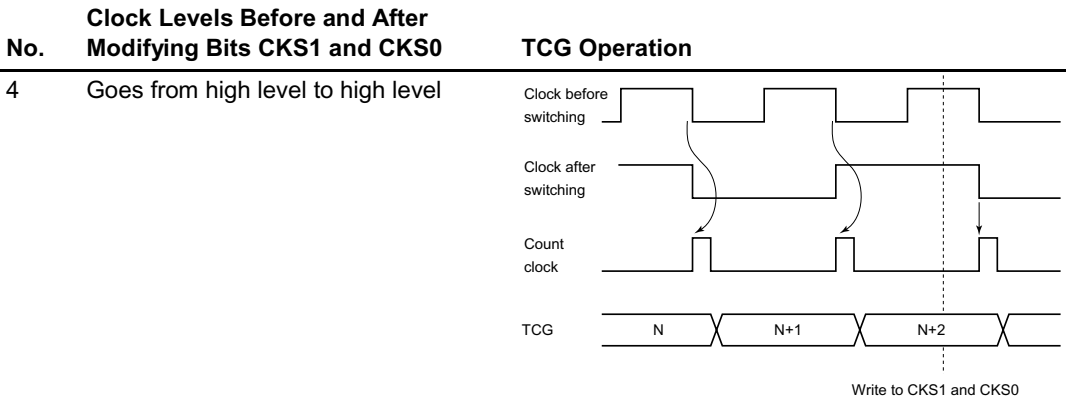 Clock Levels Before and After
No. Modifying Bits CKS1 and CKS0 TCG Operation
4 Goes from high level to high level
Clock before
switching
Clock after
switching
Count
clock
TCG N N+1 N+2
Write to CKS1 and CKS0